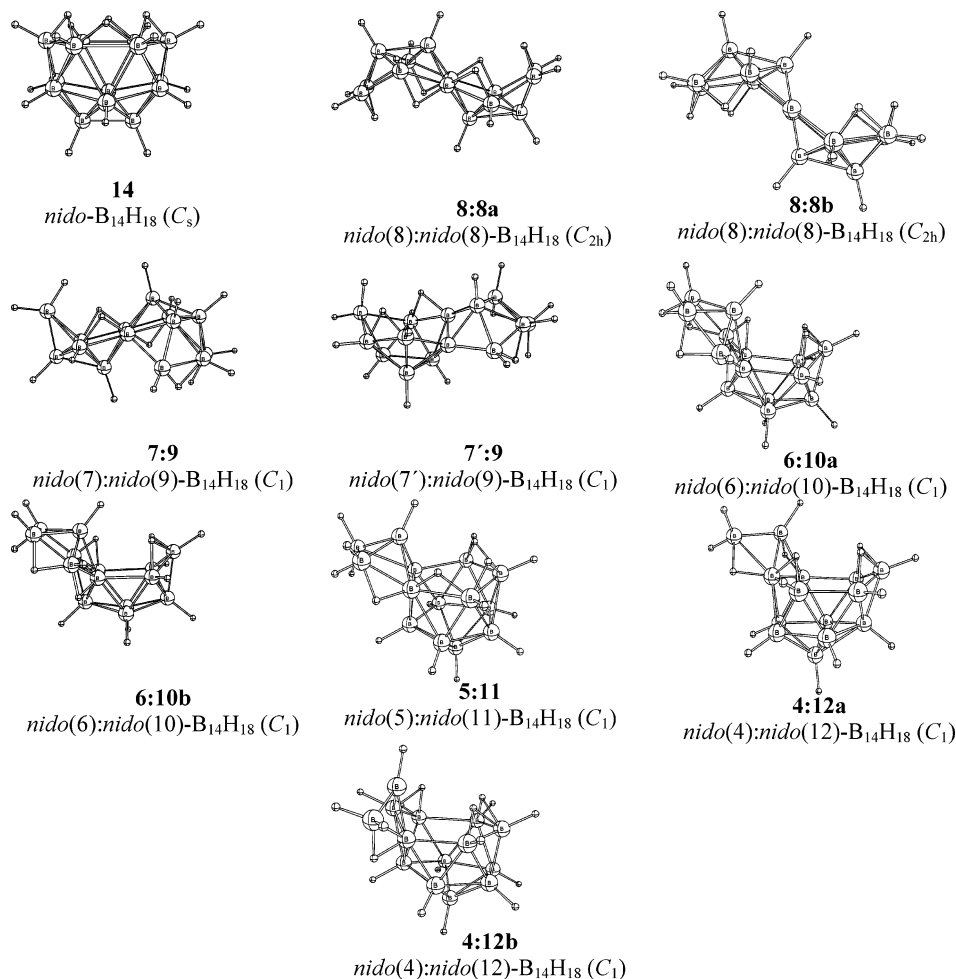 14
nido-B₁₄H₁₈ (Cₛ)
8:8a
nido(8):nido(8)-B₁₄H₁₈ (C₂ₕ)
8:8b
nido(8):nido(8)-B₁₄H₁₈ (C₂ₕ)
7:9
nido(7):nido(9)-B₁₄H₁₈ (C₁)
7′:9
nido(7′):nido(9)-B₁₄H₁₈ (C₁)
6:10a
nido(6):nido(10)-B₁₄H₁₈ (C₁)
6:10b
nido(6):nido(10)-B₁₄H₁₈ (C₁)
5:11
nido(5):nido(11)-B₁₄H₁₈ (C₁)
4:12a
nido(4):nido(12)-B₁₄H₁₈ (C₁)
4:12b
nido(4):nido(12)-B₁₄H₁₈ (C₁)